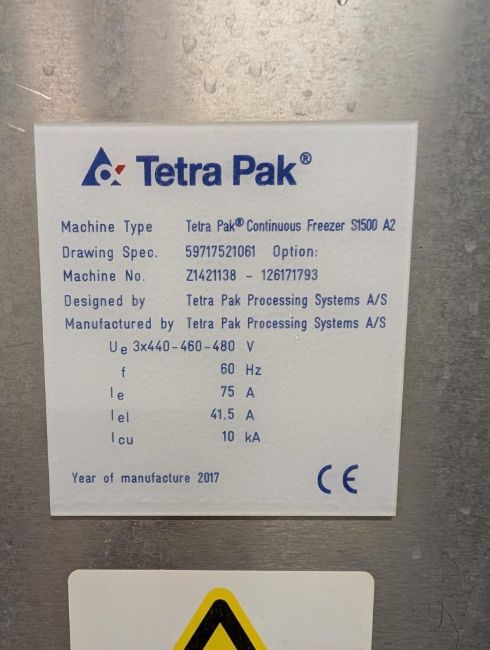 Tetra Pak®
Machine Type Tetra Pak® Continuous Freezer S1500 A2
Drawing Spec. 59717521061 Option:
Machine No. Z1421138 - 126171793
Designed by Tetra Pak Processing Systems A/S
Manufactured by Tetra Pak Processing Systems A/S
Ue 3x440-460-480 V
f 60 Hz
Ie 75 A
Iel 41.5 A
Icu 10 kA
Year of manufacture 2017 CE